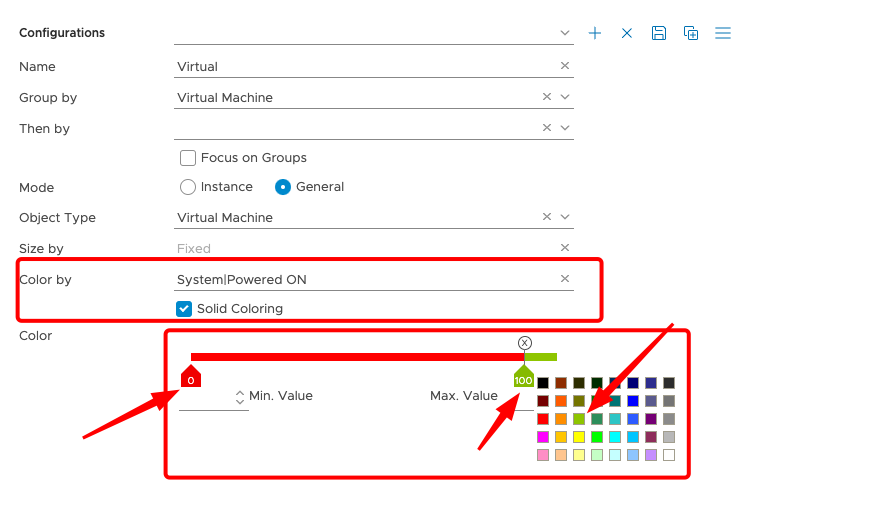 Configurations
Name Virtual
Group by Virtual Machine
Then by
Focus on Groups
Mode Instance General
Object Type Virtual Machine
Size by Fixed
Color by System|Powered ON
Solid Coloring
Color
X
0 100
Min. Value Max. Value